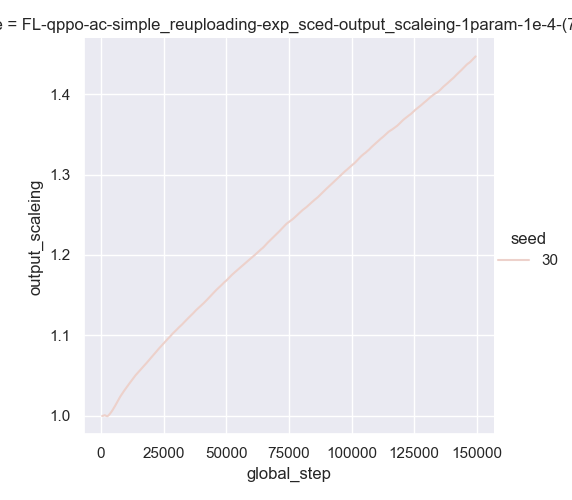 e = FL-qppo-ac-simple_reuploading-exp_sced-output_scaleing-1param-1e-4-(7
output_scaleing
1.4
1.3
1.2
1.1
1.0
0 25000 50000 75000 100000 125000 150000
global_step
seed
30